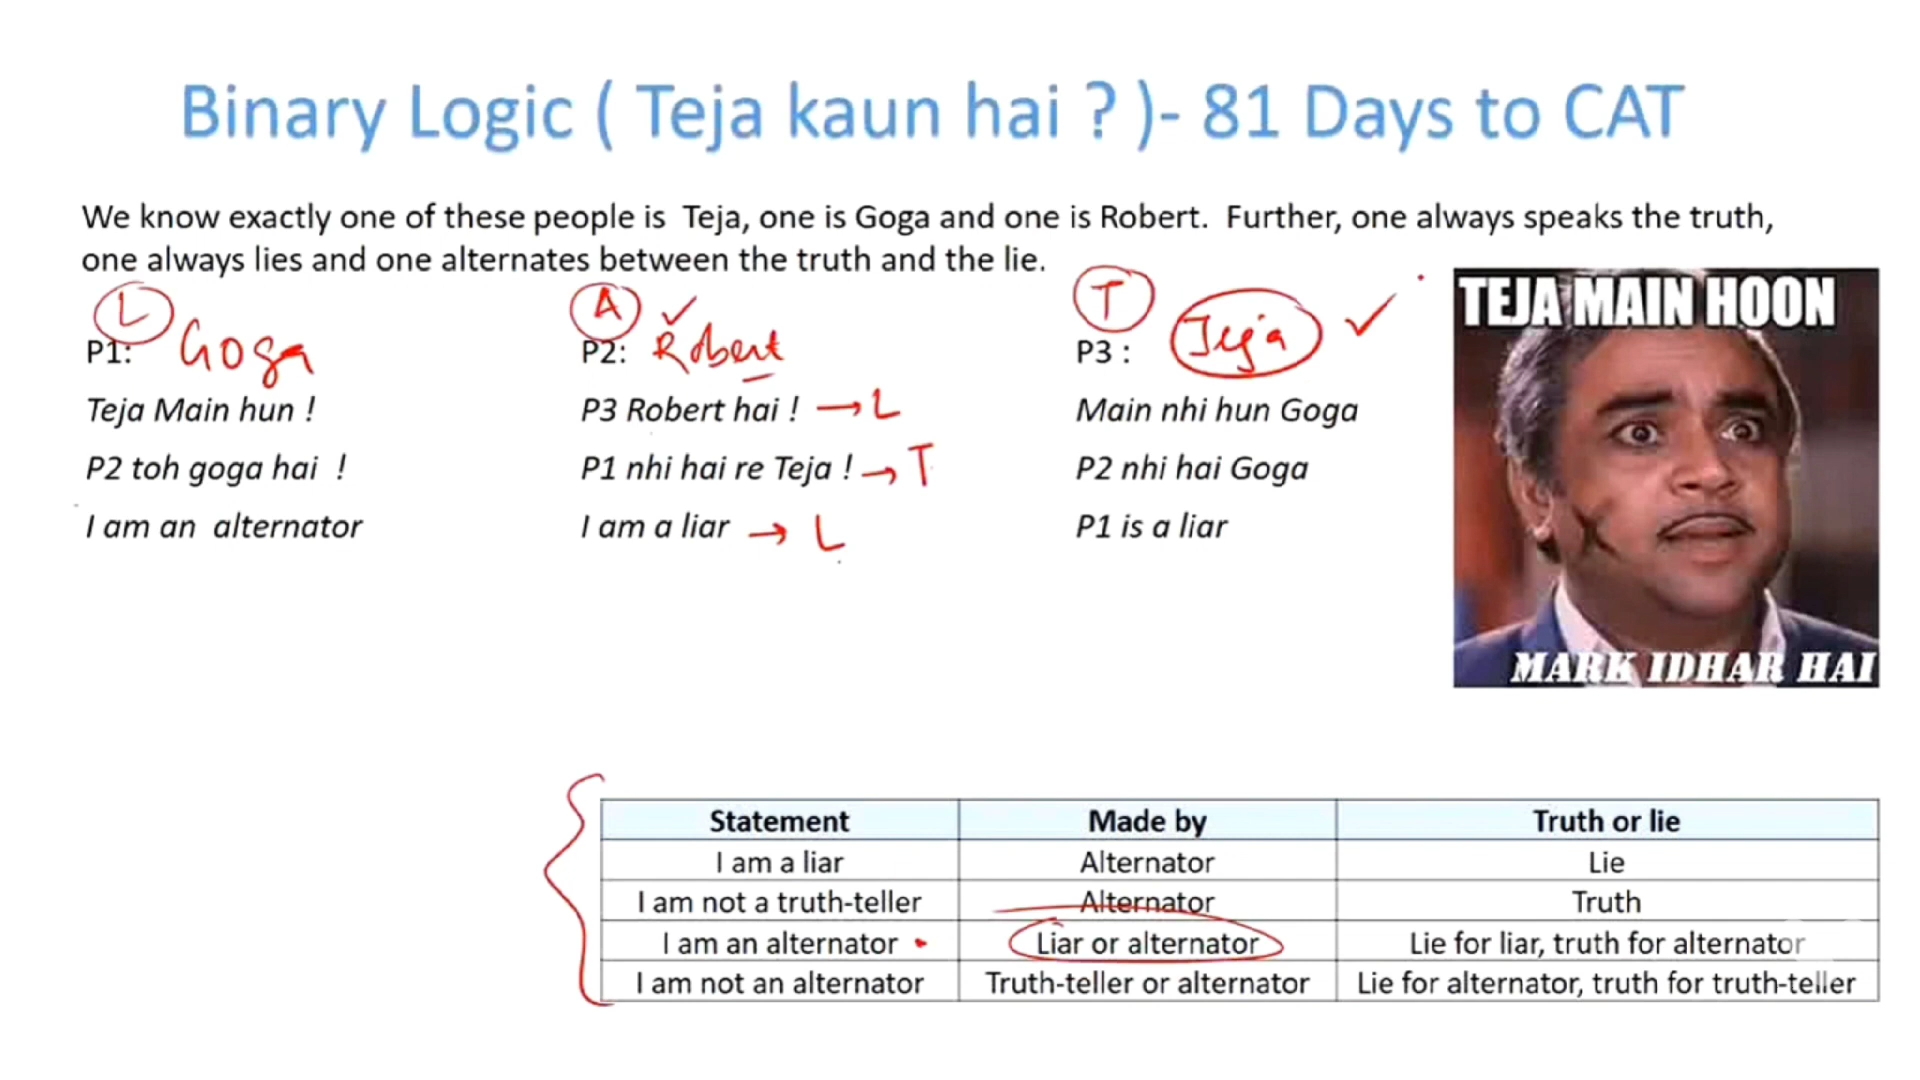 Binary Logic ( Teja kaun hai ? )- 81 Days to CAT
We know exactly one of these people is Teja, one is Goga and one is Robert. Further, one always speaks the truth,
one always lies and one alternates between the truth and the lie.
L
P1: Goga
Teja Main hun !
P2 toh goga hai !
I am an alternator
A
P2: Robert
P3 Robert hai ! → L
P1 nhi hai re Teja ! → T
I am a liar → L
T
P3 : Teja
Main nhi hun Goga
P2 nhi hai Goga
P1 is a liar
TEJA MAIN HOON
MARK IDHAR HAI
Statement Made by Truth or lie
I am a liar Alternator Lie
I am not a truth-teller Alternator Truth
I am an alternator Liar or alternator Lie for liar, truth for alternator
I am not an alternator Truth-teller or alternator Lie for alternator, truth for truth-teller